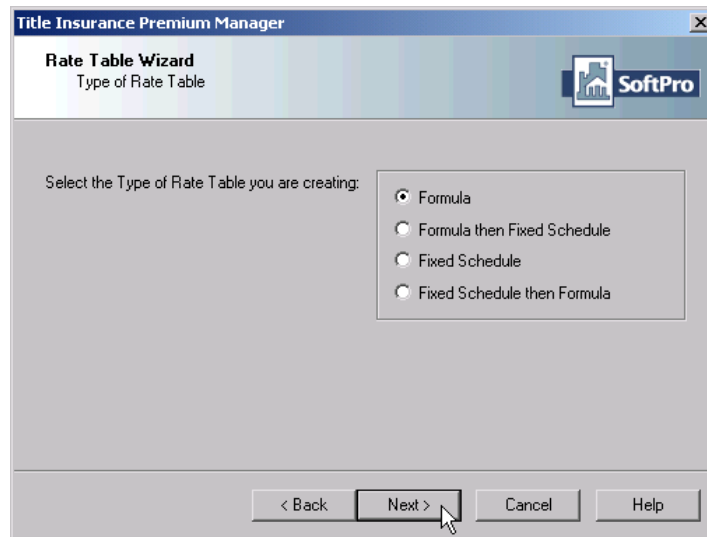 Title Insurance Premium Manager
Rate Table Wizard
Type of Rate Table
SoftPro
Select the Type of Rate Table you are creating:
Formula
Formula then Fixed Schedule
Fixed Schedule
Fixed Schedule then Formula
< Back Next > Cancel Help